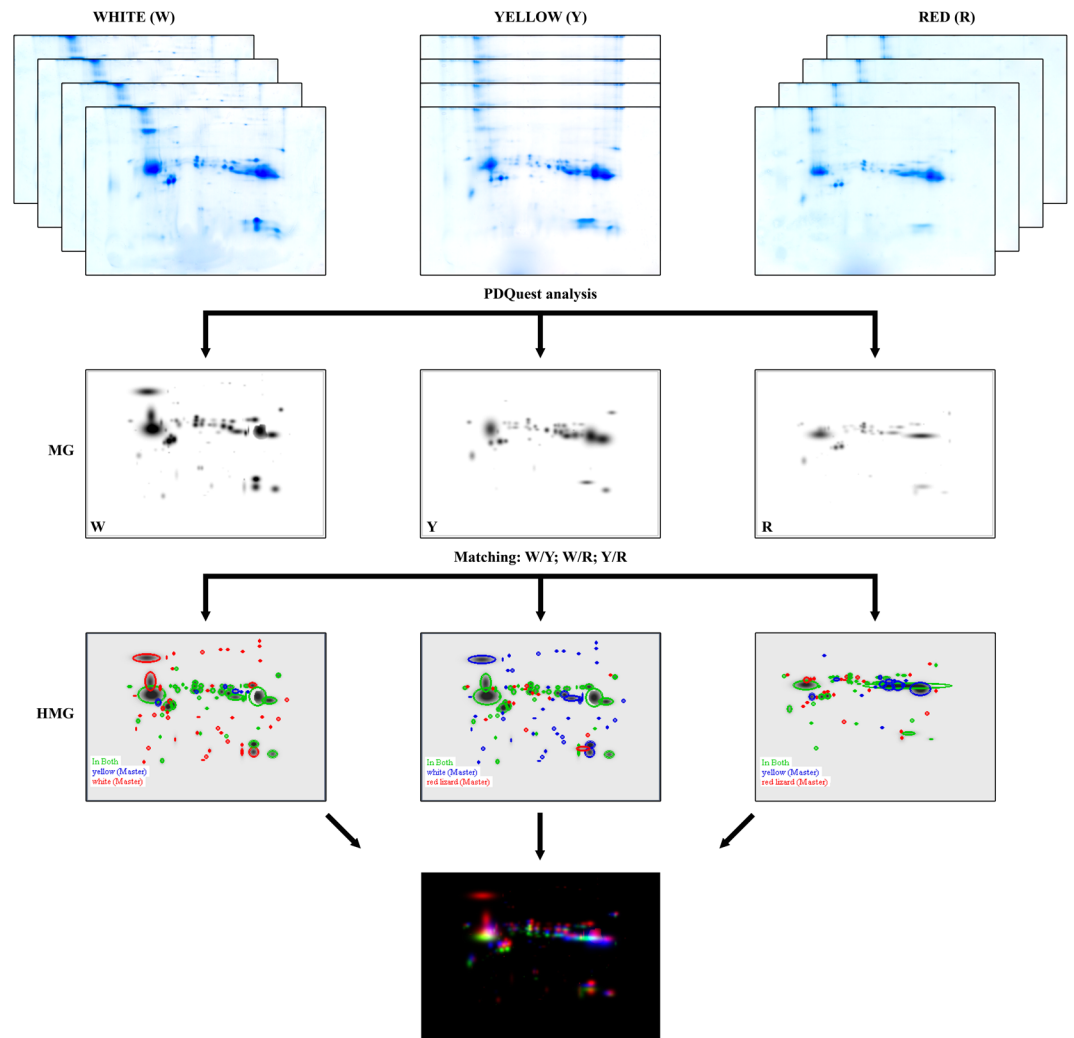 WHITE (W)
YELLOW (Y)
RED (R)
PDQuest analysis
MG
W
Y
R
Matching: W/Y; W/R; Y/R
HMG
In Both
yellow (Master)
white (Master)
In Both
white (Master)
red lizard (Master)
In Both
yellow (Master)
red lizard (Master)